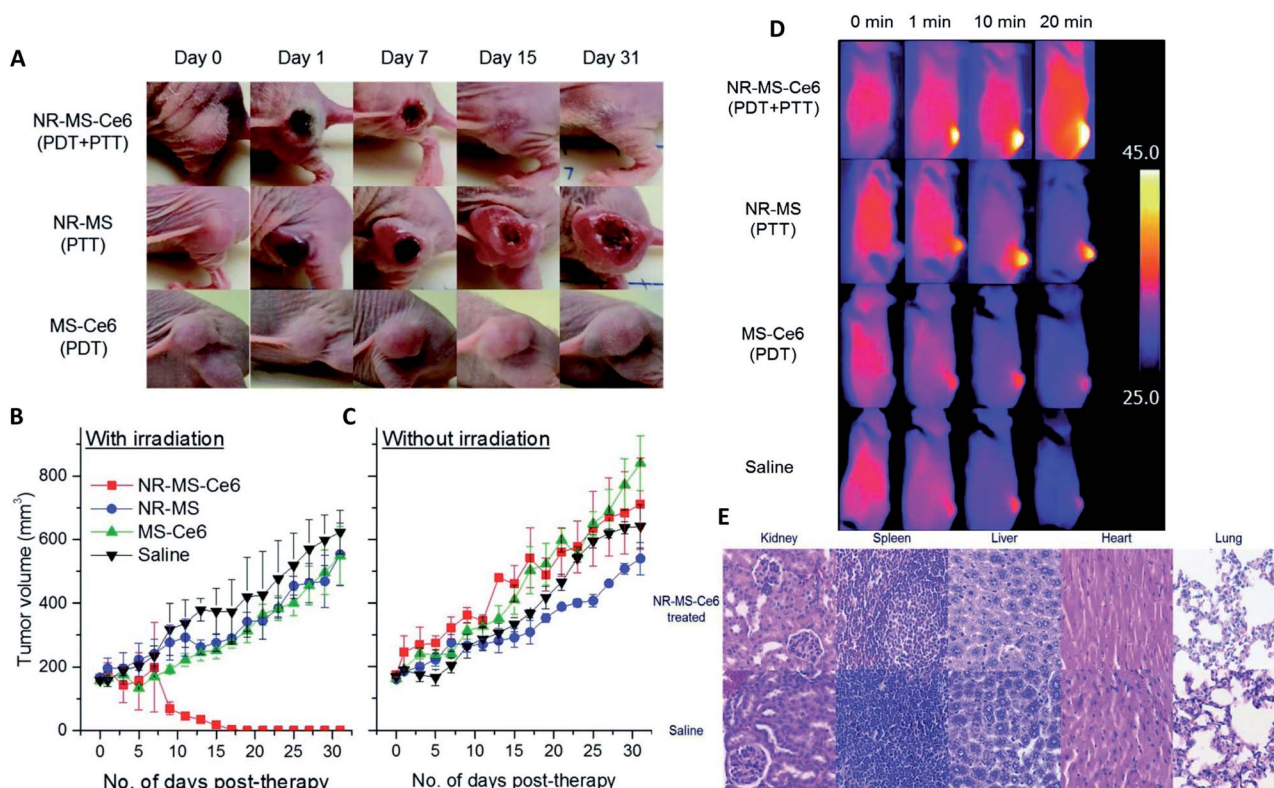 A
Day 0 Day 1 Day 7 Day 15 Day 31
NR-MS-Ce6
(PDT+PTT)
NR-MS
(PTT)
MS-Ce6
(PDT)
7
B
With irradiation
NR-MS-Ce6
NR-MS
MS-Ce6
Saline
Tumor volume (mm³)
800
600
400
200
0
0 5 10 15 20 25 30
No. of days post-therapy
C
Without irradiation
0 5 10 15 20 25 30
No. of days post-therapy
D
0 min 1 min 10 min 20 min
NR-MS-Ce6
(PDT+PTT)
NR-MS
(PTT)
MS-Ce6
(PDT)
Saline
45.0
25.0
E
Kidney Spleen Liver Heart Lung
NR-MS-Ce6
treated
Saline